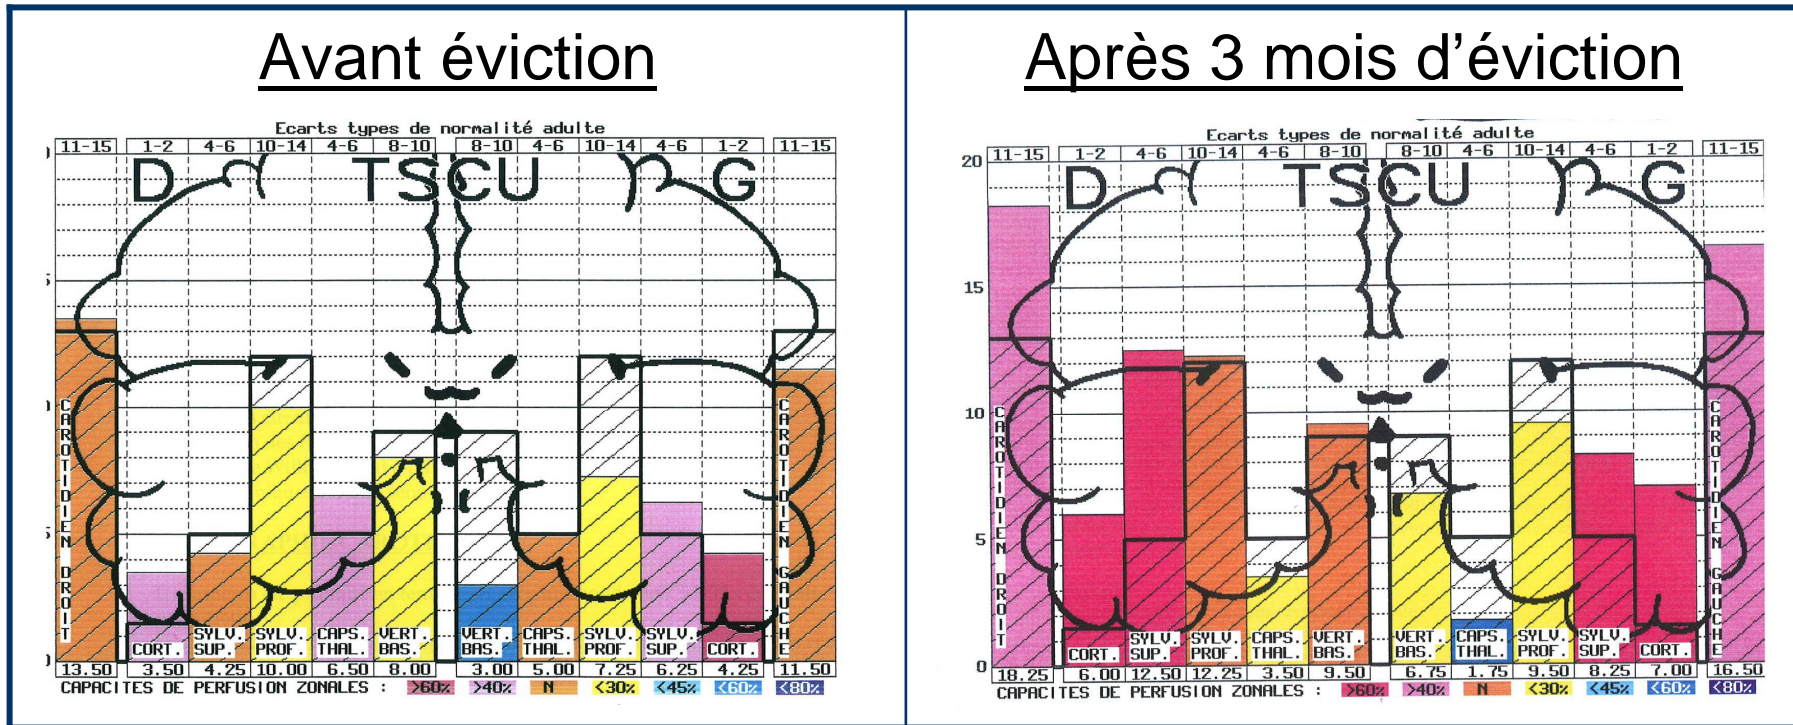 Avant éviction
Ecarts types de normalité adulte
11-15 1-2 4-6 10-14 4-6 8-10 8-10 4-6 10-14 4-6 1-2 11-15
D TSCU G
CAROTIDIEN DROIT
CORT. SYLV. SUP. SYLV. PROF. CAPS. THAL. VERT. BAS. VERT. BAS. CAPS. THAL. SYLV. PROF. SYLV. SUP. CORT.
CAROTIDIEN GAUCHE
13.50 3.50 4.25 10.00 6.50 8.00 3.00 5.00 7.25 6.25 4.25 11.50
CAPACITES DE PERFUSION ZONALES : >60% >40% N <30% <45% <60% <80%
Après 3 mois d’éviction
Ecarts types de normalité adulte
11-15 1-2 4-6 10-14 4-6 8-10 8-10 4-6 10-14 4-6 1-2 11-15
20
D TSCU G
15
10
5
0
CAROTIDIEN DROIT
CORT. SYLV. SUP. SYLV. PROF. CAPS. THAL. VERT. BAS. VERT. BAS. CAPS. THAL. SYLV. PROF. SYLV. SUP. CORT.
CAROTIDIEN GAUCHE
18.25 6.00 12.50 12.25 3.50 9.50 6.75 1.75 9.50 8.25 7.00 16.50
CAPACITES DE PERFUSION ZONALES : >60% >40% N <30% <45% <60% <80%